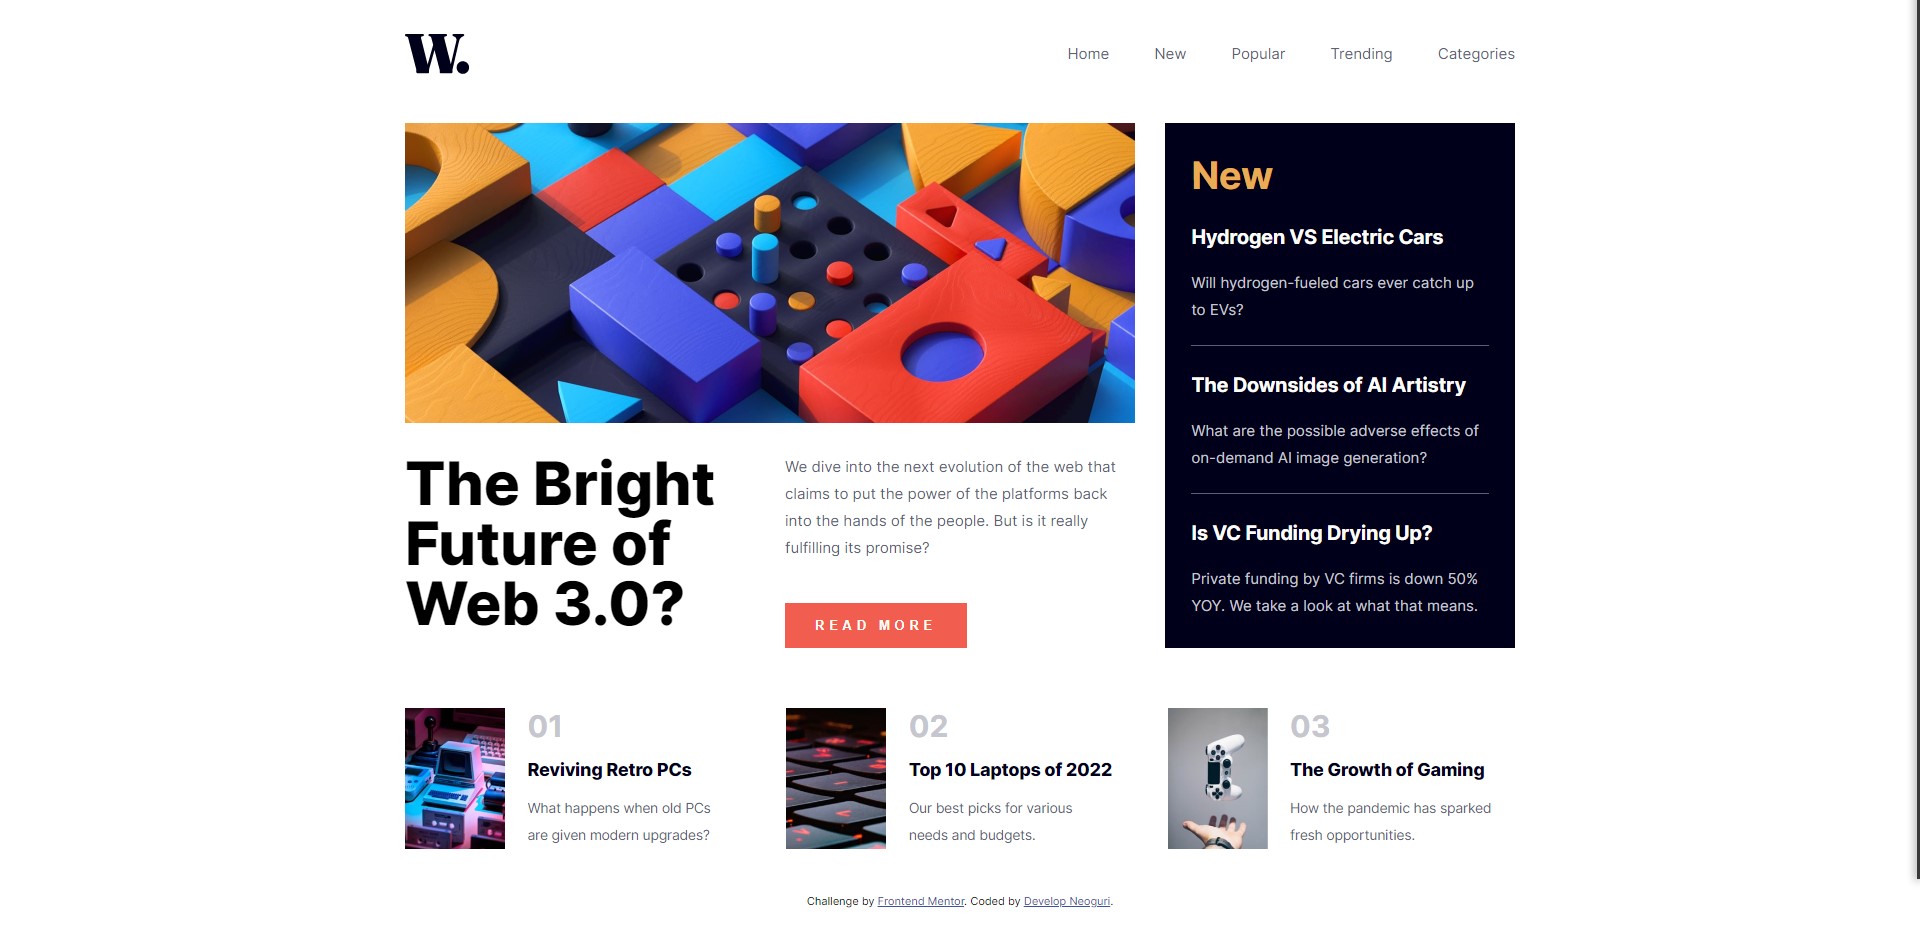 W.
Home New Popular Trending Categories
The Bright
Future of
Web 3.0?
We dive into the next evolution of the web that
claims to put the power of the platforms back
into the hands of the people. But is it really
fulfilling its promise?
READ MORE
New
Hydrogen VS Electric Cars
Will hydrogen-fueled cars ever catch up
to EVs?
The Downsides of AI Artistry
What are the possible adverse effects of
on-demand AI image generation?
Is VC Funding Drying Up?
Private funding by VC firms is down 50%
YOY. We take a look at what that means.
01
Reviving Retro PCs
What happens when old PCs
are given modern upgrades?
02
Top 10 Laptops of 2022
Our best picks for various
needs and budgets.
03
The Growth of Gaming
How the pandemic has sparked
fresh opportunities.
Challenge by Frontend Mentor. Coded by Develop Neoguri.